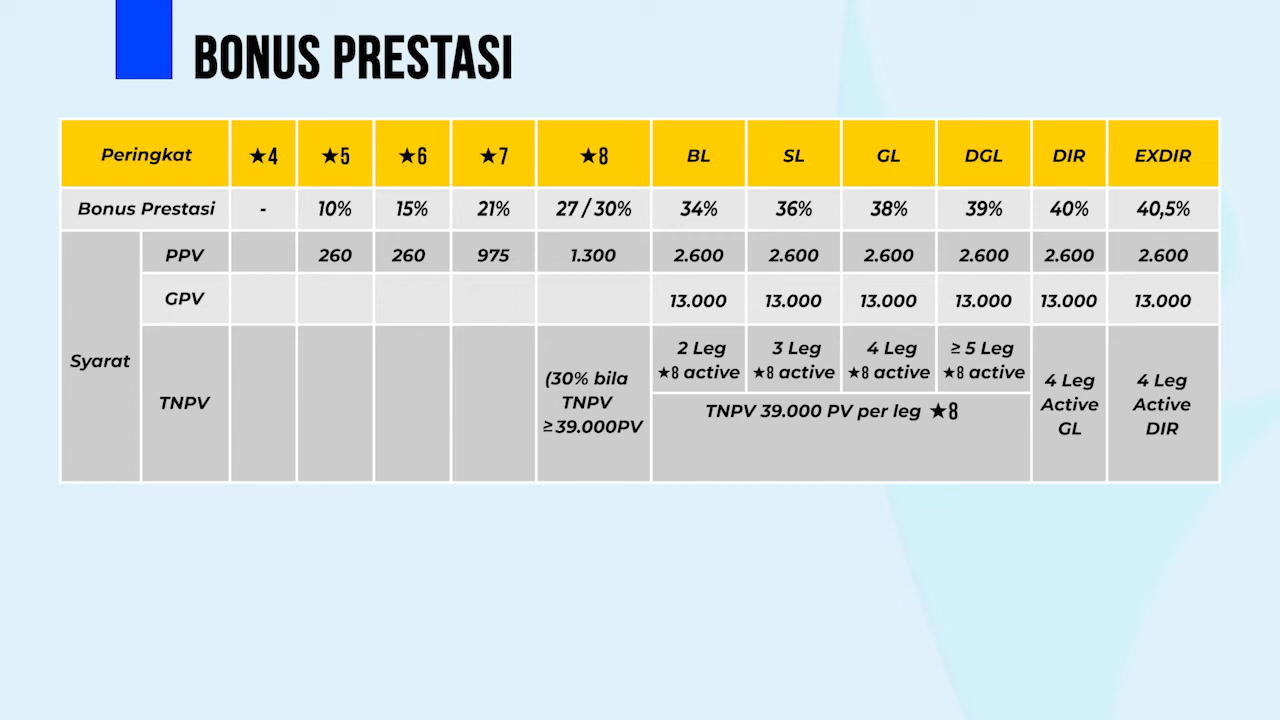 BONUS PRESTASI
Peringkat ★4 ★5 ★6 ★7 ★8 BL SL GL DGL DIR EXDIR
Bonus Prestasi - 10% 15% 21% 27 / 30% 34% 36% 38% 39% 40% 40,5%
Syarat
PPV 260 260 975 1.300 2.600 2.600 2.600 2.600 2.600 2.600
GPV 13.000 13.000 13.000 13.000 13.000 13.000
TNPV
(30% bila
TNPV
≥39.000PV
2 Leg
★8 active
3 Leg
★8 active
4 Leg
★8 active
≥ 5 Leg
★8 active
TNPV 39.000 PV per leg ★8
4 Leg
Active
GL
4 Leg
Active
DIR